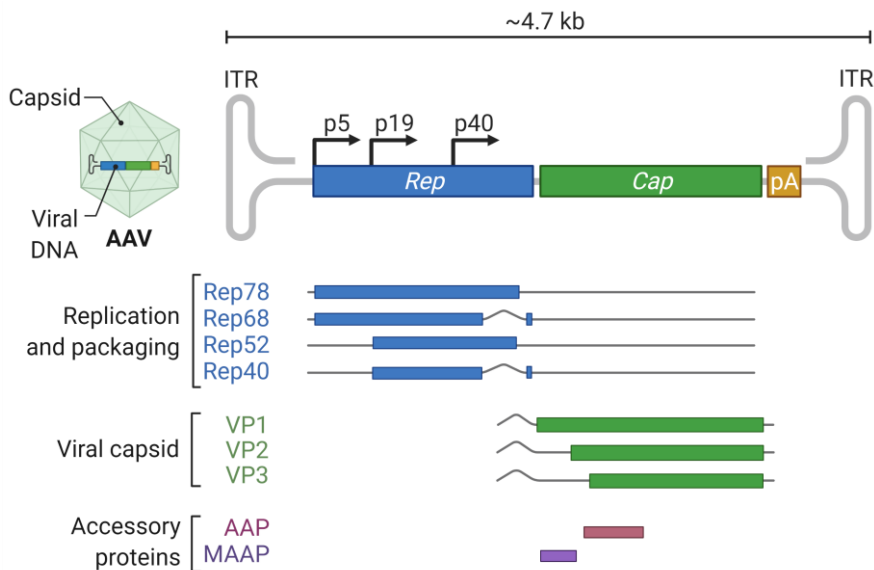 ~4.7 kb
ITR
ITR
Capsid
p5
p19
p40
Rep
Cap
pA
Viral
DNA
AAV
Replication
and packaging
Rep78
Rep68
Rep52
Rep40
Viral capsid
VP1
VP2
VP3
Accessory
proteins
AAP
MAAP